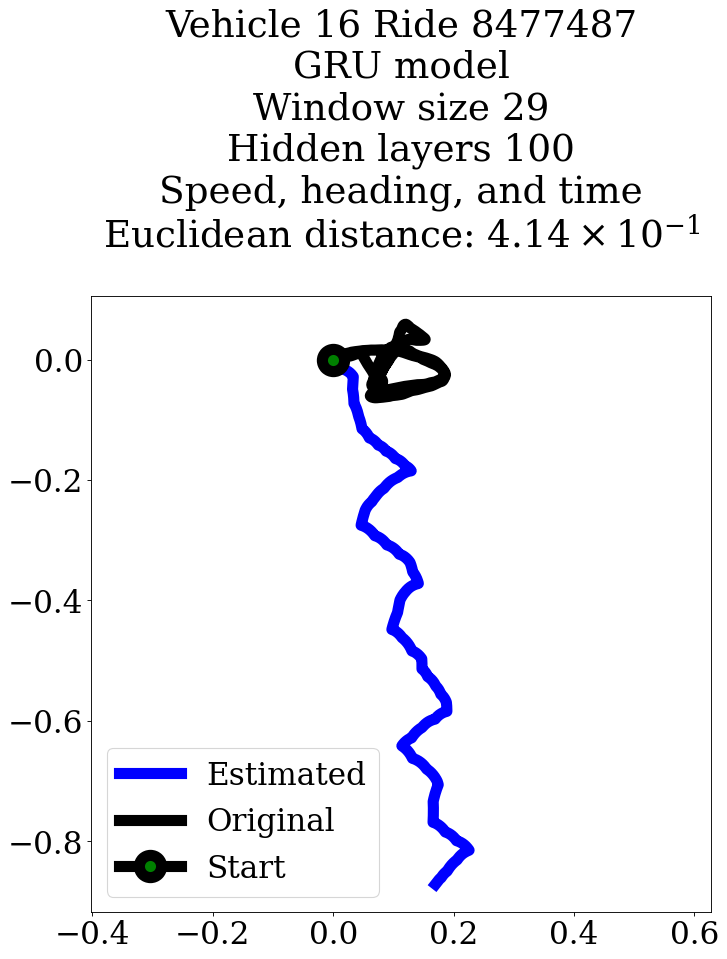 Vehicle 16 Ride 8477487
GRU model
Window size 29
Hidden layers 100
Speed, heading, and time
Euclidean distance: 4.14 × 10⁻¹
0.0
−0.2
−0.4
−0.6
−0.8
Estimated
Original
Start
−0.4 −0.2 0.0 0.2 0.4 0.6